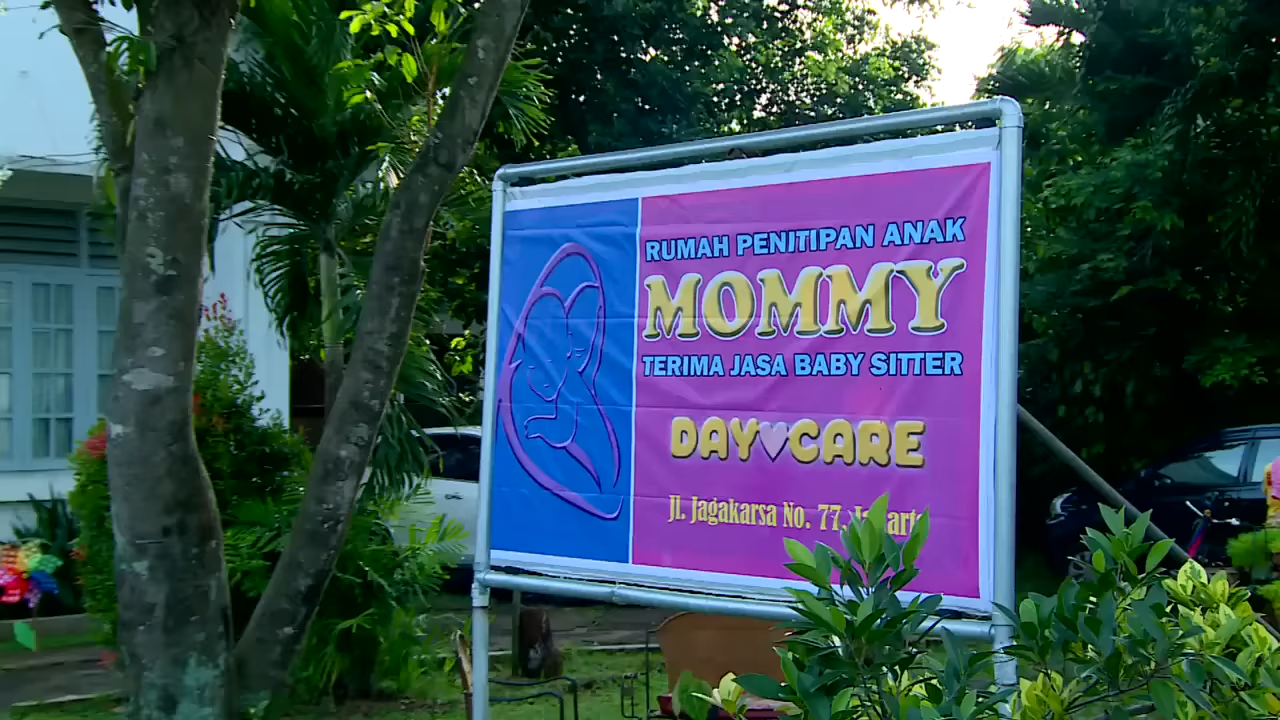 RUMAH PENITIPAN ANAK
MOMMY
TERIMA JASA BABY SITTER
DAY CARE
Jl. Jagakarsa No. 77,